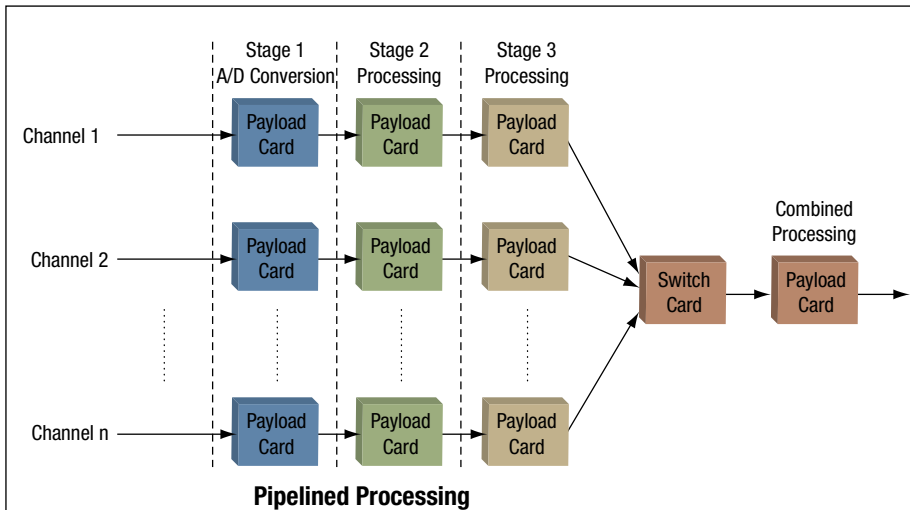 Stage 1
A/D Conversion
Stage 2
Processing
Stage 3
Processing
Channel 1
Payload
Card
Payload
Card
Payload
Card
Channel 2
Payload
Card
Payload
Card
Payload
Card
Combined
Processing
Switch
Card
Payload
Card
Channel n
Payload
Card
Payload
Card
Payload
Card
Pipelined Processing